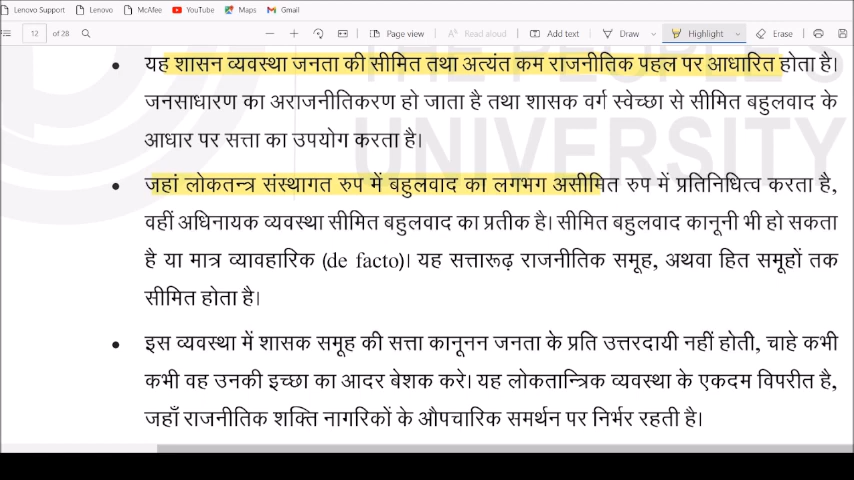 Lenovo Support Lenovo McAfee YouTube Maps Gmail
12 of 28 Page view Read aloud Add text Draw Highlight Erase
THE PEOPLE'S
UNIVERSITY
• यह शासन व्यवस्था जनता की सीमित तथा अत्यंत कम राजनीतिक पहल पर आधारित होता है।
जनसाधारण का अराजनीतिकरण हो जाता है तथा शासक वर्ग स्वेच्छा से सीमित बहुलवाद के
आधार पर सत्ता का उपयोग करता है।
• जहां लोकतन्त्र संस्थागत रुप में बहुलवाद का लगभग असीमित रुप में प्रतिनिधित्व करता है,
वहीं अधिनायक व्यवस्था सीमित बहुलवाद का प्रतीक है। सीमित बहुलवाद कानूनी भी हो सकता
है या मात्र व्यावहारिक (de facto)। यह सत्तारूढ़ राजनीतिक समूह, अथवा हित समूहों तक
सीमित होता है।
• इस व्यवस्था में शासक समूह की सत्ता कानूनन जनता के प्रति उत्तरदायी नहीं होती, चाहे कभी
कभी वह उनकी इच्छा का आदर बेशक करे। यह लोकतान्त्रिक व्यवस्था के एकदम विपरीत है,
जहाँ राजनीतिक शक्ति नागरिकों के औपचारिक समर्थन पर निर्भर रहती है।